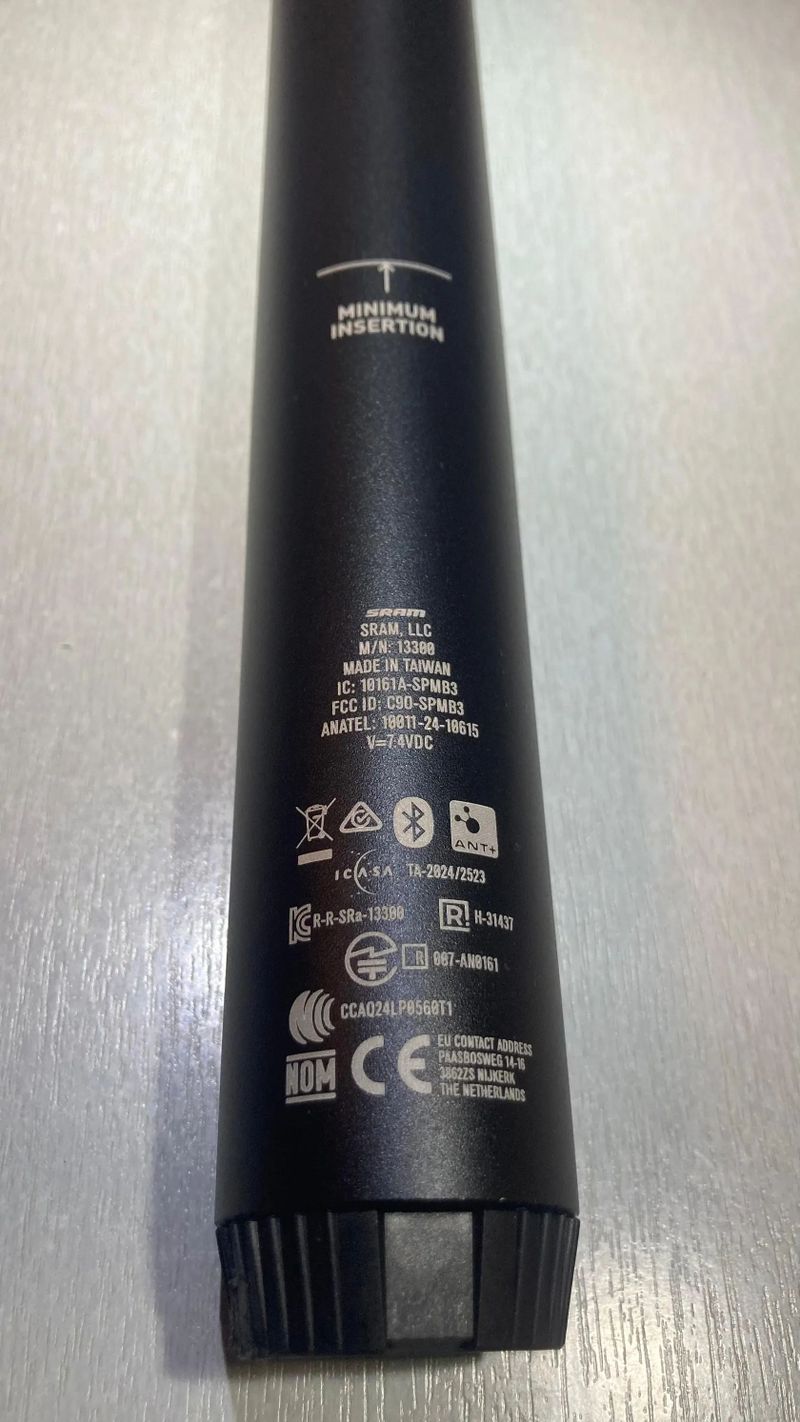 MINIMUM
INSERTION
SRAM
SRAM, LLC
M/N: 13300
MADE IN TAIWAN
IC: 10161A-SPMB3
FCC ID: C9O-SPMB3
ANATEL: 10011-24-10615
V=7.4VDC
ANT+
ICASA TA-2024/2523
R-R-SRa-13300 R! H-31437
R 007-AN0161
CCAO24LP0560T1
NOM CE EU CONTACT ADDRESS
PAASBOSWEG 14-16
3862ZS NIJKERK
THE NETHERLANDS